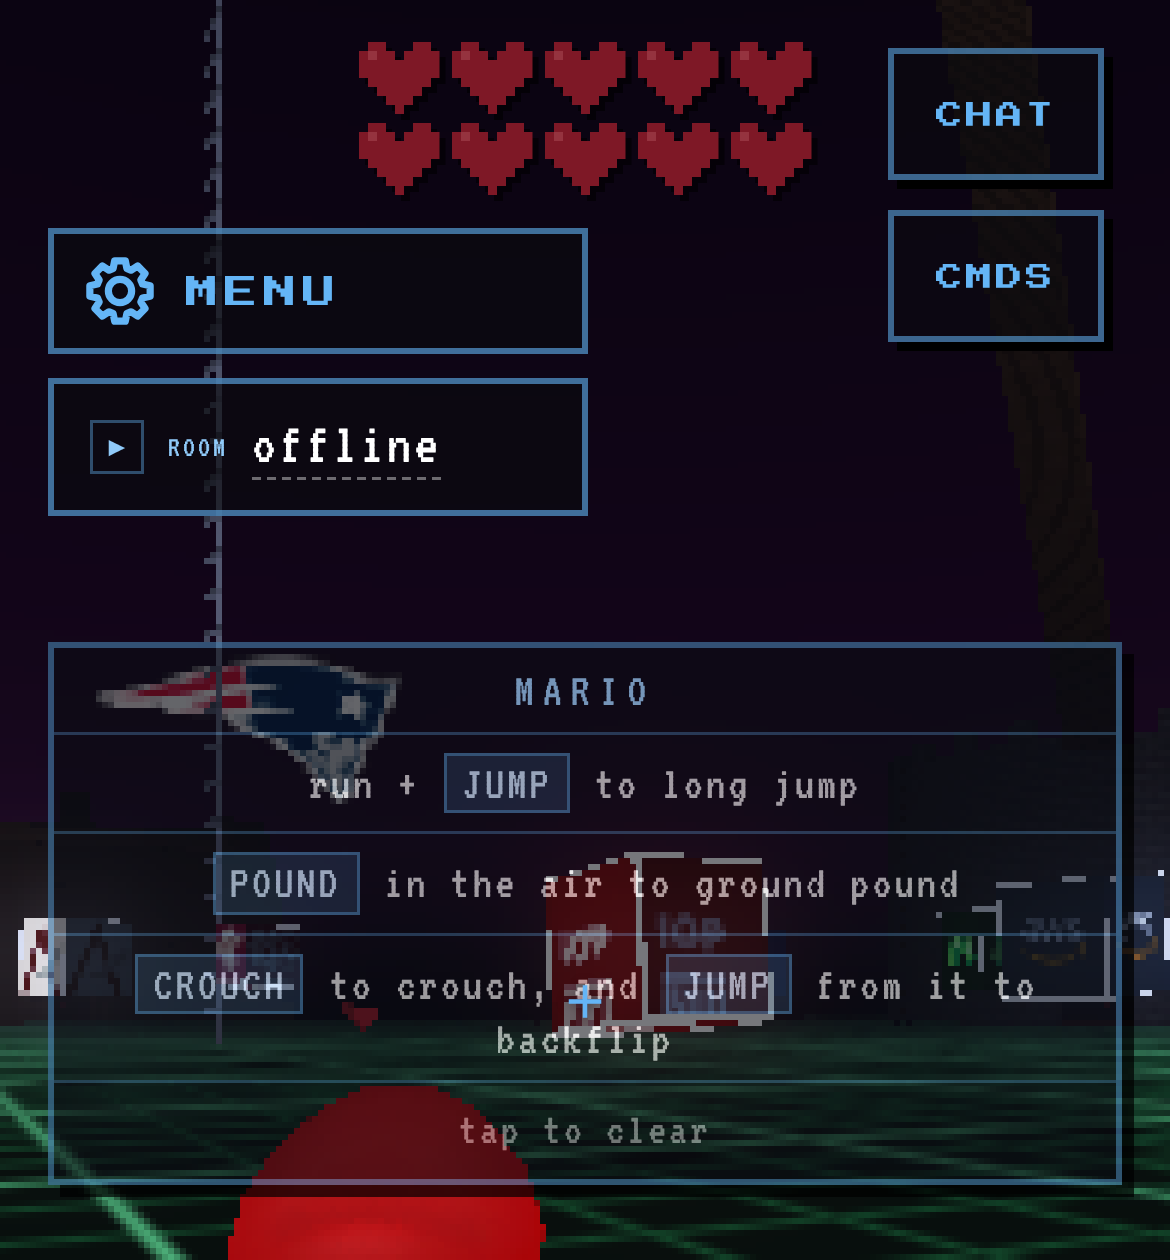 CHAT
CMDS
MENU
▶ ROOM offline
MARIO
run + JUMP to long jump
POUND in the air to ground pound
CROUCH to crouch, and JUMP from it to
backflip
tap to clear
aws